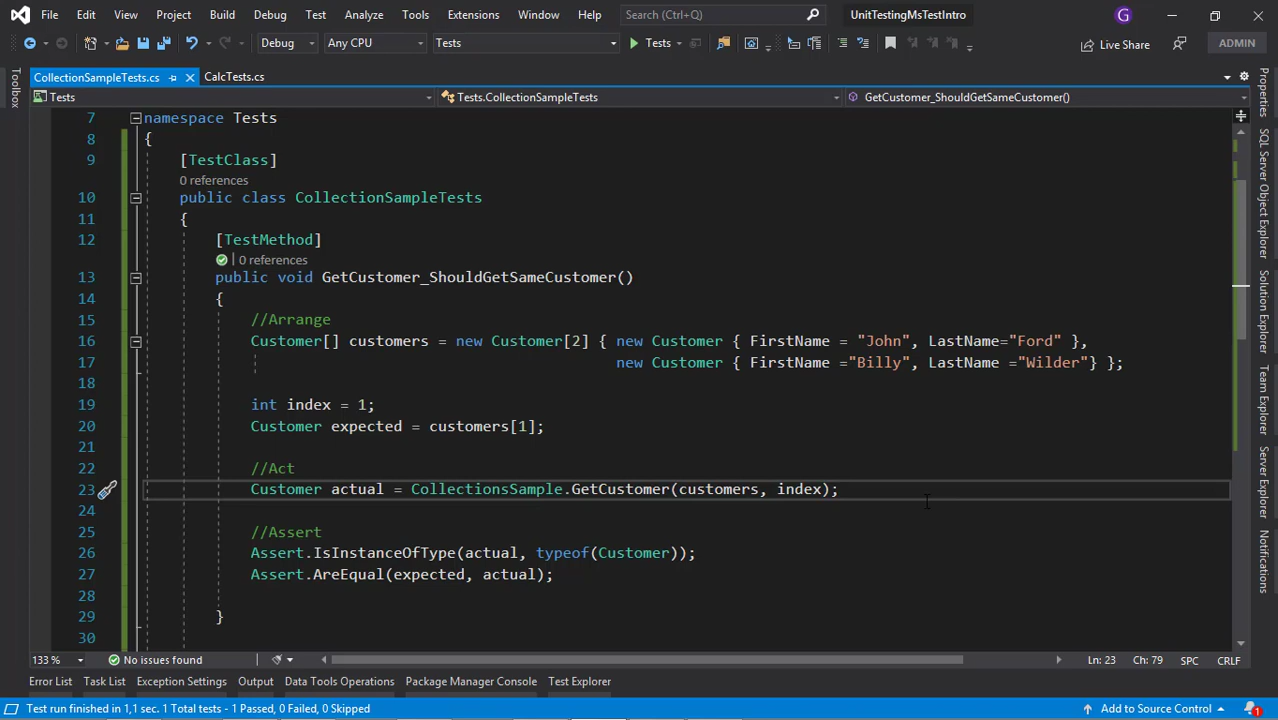 File Edit View Project Build Debug Test Analyze Tools Extensions Window Help Search (Ctrl+Q) UnitTestingMsTestIntro G
Debug Any CPU Tests Tests Live Share ADMIN
CollectionSampleTests.cs CalcTests.cs
Tests Tests.CollectionSampleTests GetCustomer_ShouldGetSameCustomer()
Toolbox
Properties
SQL Server Object Explorer
Solution Explorer
Team Explorer
Server Explorer
Notifications
7 namespace Tests
8 {
9 [TestClass]
0 references
10 public class CollectionSampleTests
11 {
12 [TestMethod]
| 0 references
13 public void GetCustomer_ShouldGetSameCustomer()
14 {
15 //Arrange
16 Customer[] customers = new Customer[2] { new Customer { FirstName = "John", LastName="Ford" },
17 new Customer { FirstName ="Billy", LastName ="Wilder"} };
18
19 int index = 1;
20 Customer expected = customers[1];
21
22 //Act
23 Customer actual = CollectionsSample.GetCustomer(customers, index);
24
25 //Assert
26 Assert.IsInstanceOfType(actual, typeof(Customer));
27 Assert.AreEqual(expected, actual);
28
29 }
30
133 % No issues found Ln: 23 Ch: 79 SPC CRLF
Error List Task List Exception Settings Output Data Tools Operations Package Manager Console Test Explorer
Test run finished in 1,1 sec. 1 Total tests - 1 Passed, 0 Failed, 0 Skipped Add to Source Control 1